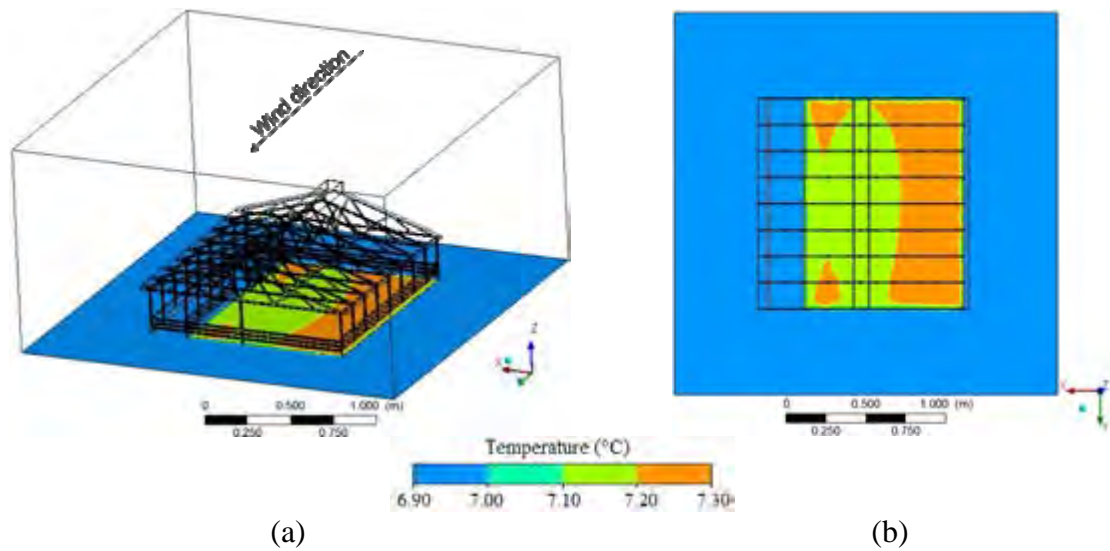 Wind direction
Z
X
0 0.500 1.000 (m)
0.250 0.750
X Z
Y
0 0.500 1.000 (m)
0.250 0.750
Temperature (°C)
6.90 7.00 7.10 7.20 7.30
(a) (b)